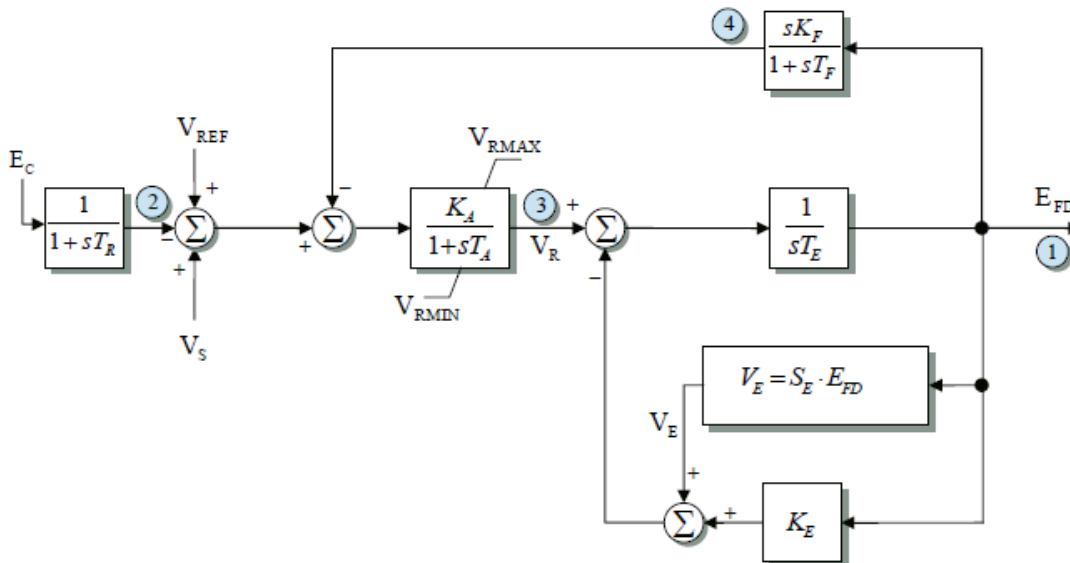 4
sK_F
1+sT_F
V_REF
V_RMAX
E_C
+
−
1
1+sT_R
2
−
Σ
+
+
Σ
K_A
1+sT_A
3
V_R
+
Σ
−
1
sT_E
E_FD
1
V_RMIN
V_S
V_E = S_E · E_FD
V_E
+
Σ
+
K_E